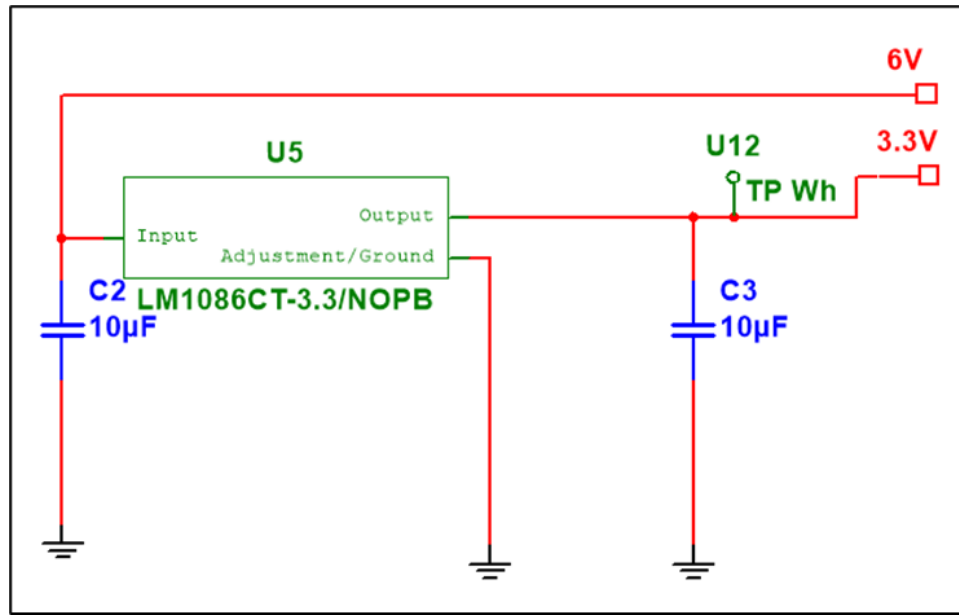 6V
3.3V
U5
U12
TP Wh
Output
Input
Adjustment/Ground
C2
LM1086CT-3.3/NOPB
10µF
C3
10µF